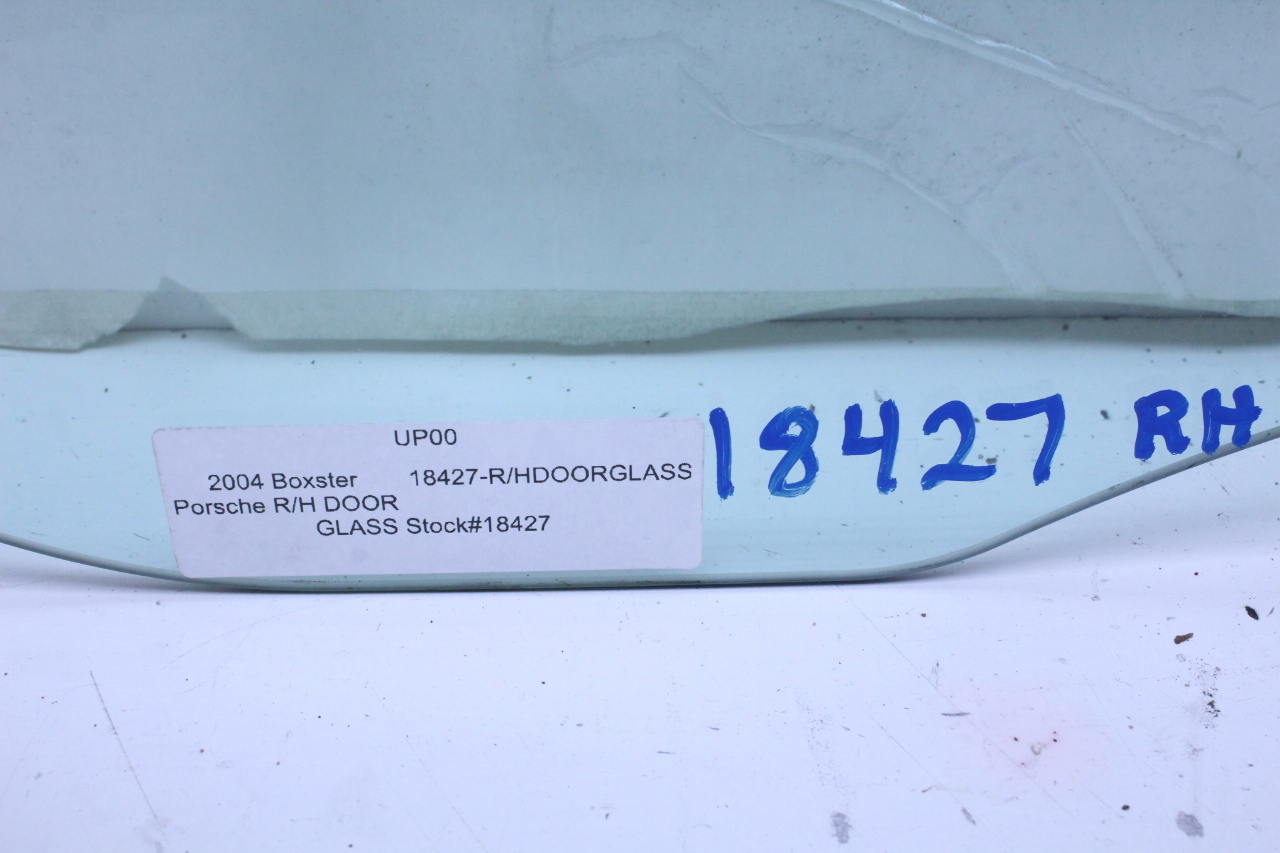 UP00
2004 Boxster 18427-R/HDOORGLASS
Porsche R/H DOOR
GLASS Stock#18427
18427 RH